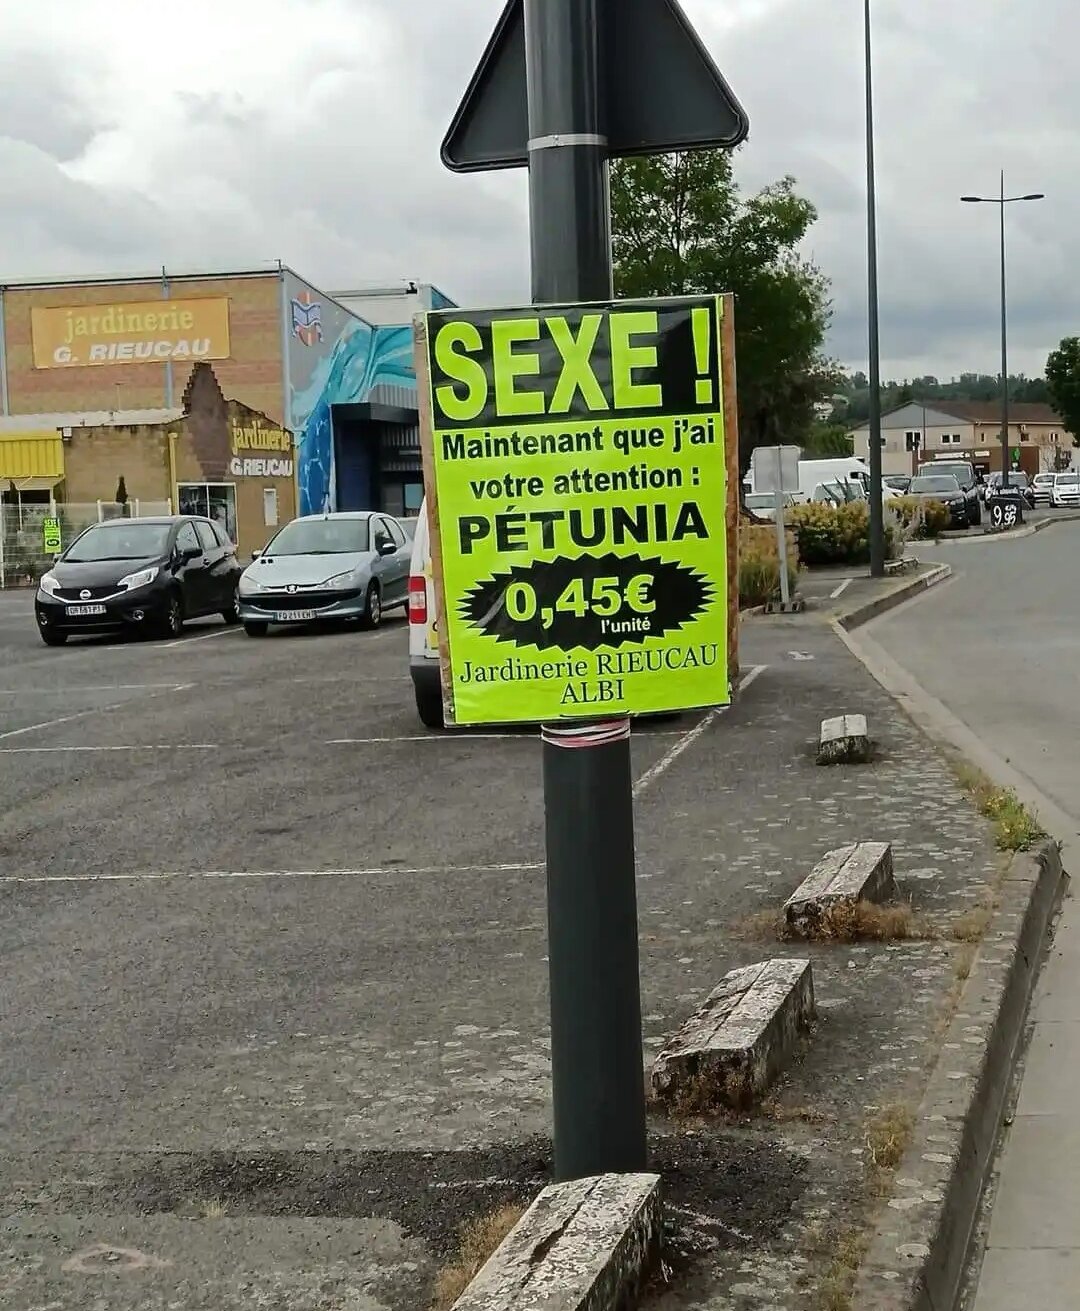 jardinerie
G. RIEUCAU
jardinerie
G.RIEUCAU
SEXE !
Maintenant que j'ai
votre attention :
PÉTUNIA
0,45€
l'unité
Jardinerie RIEUCAU
ALBI